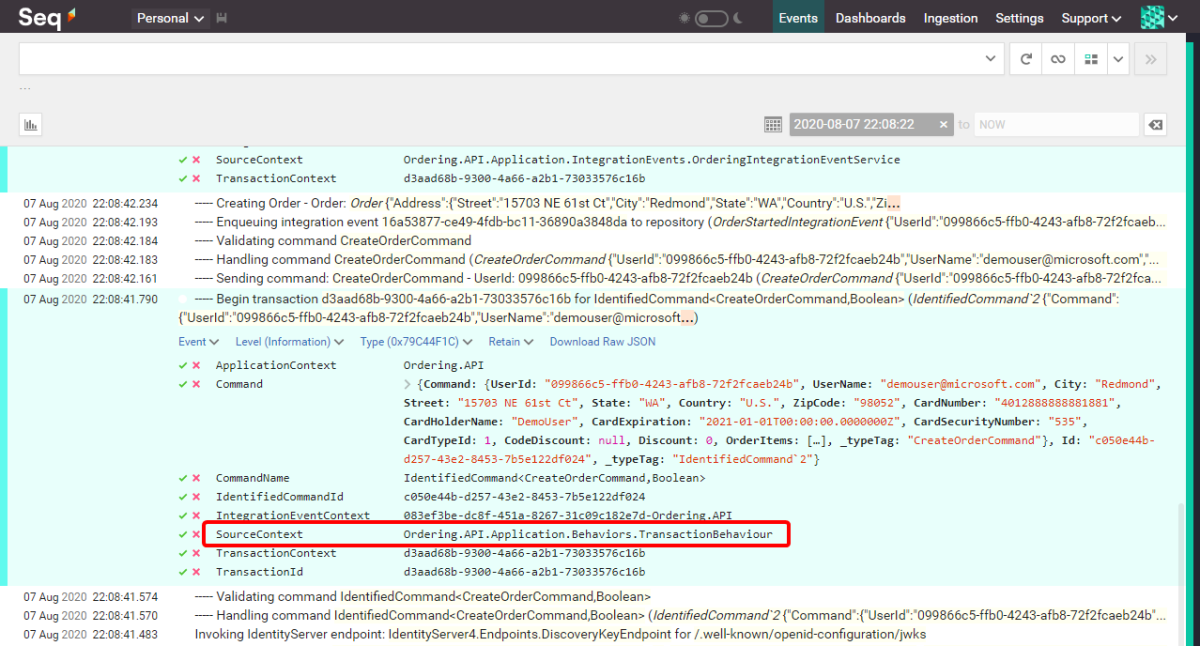 Seq
Personal
Events Dashboards Ingestion Settings Support
...
2020-08-07 22:08:22 × to NOW
SourceContext Ordering.API.Application.IntegrationEvents.OrderingIntegrationEventService
TransactionContext d3aad68b-9300-4a66-a2b1-73033576c16b
07 Aug 2020 22:08:42.234 ----- Creating Order - Order: Order {"Address":{"Street":"15703 NE 61st Ct","City":"Redmond","State":"WA","Country":"U.S.","Zi...
07 Aug 2020 22:08:42.193 ----- Enqueuing integration event 16a53877-ce49-4fdb-bc11-36890a3848da to repository (OrderStartedIntegrationEvent {"UserId":"099866c5-ffb0-4243-afb8-72f2fcaeb...
07 Aug 2020 22:08:42.184 ----- Validating command CreateOrderCommand
07 Aug 2020 22:08:42.183 ----- Handling command CreateOrderCommand (CreateOrderCommand {"UserId":"099866c5-ffb0-4243-afb8-72f2fcaeb24b","UserName":"demouser@microsoft.com","...
07 Aug 2020 22:08:42.161 ----- Sending command: CreateOrderCommand - UserId: 099866c5-ffb0-4243-afb8-72f2fcaeb24b (CreateOrderCommand {"UserId":"099866c5-ffb0-4243-afb8-72f2fca...
07 Aug 2020 22:08:41.790 ----- Begin transaction d3aad68b-9300-4a66-a2b1-73033576c16b for IdentifiedCommand<CreateOrderCommand,Boolean> (IdentifiedCommand`2 {"Command":
{"UserId":"099866c5-ffb0-4243-afb8-72f2fcaeb24b","UserName":"demouser@microsoft...)
Event Level (Information) Type (0x79C44F1C) Retain Download Raw JSON
ApplicationContext Ordering.API
Command {Command: {UserId: "099866c5-ffb0-4243-afb8-72f2fcaeb24b", UserName: "demouser@microsoft.com", City: "Redmond",
Street: "15703 NE 61st Ct", State: "WA", Country: "U.S.", ZipCode: "98052", CardNumber: "4012888888881881",
CardHolderName: "DemoUser", CardExpiration: "2021-01-01T00:00:00.0000000Z", CardSecurityNumber: "535",
CardTypeId: 1, CodeDiscount: null, Discount: 0, OrderItems: […], _typeTag: "CreateOrderCommand"}, Id: "c050e44b-
d257-43e2-8453-7b5e122df024", _typeTag: "IdentifiedCommand`2"}
CommandName IdentifiedCommand<CreateOrderCommand,Boolean>
IdentifiedCommandId c050e44b-d257-43e2-8453-7b5e122df024
IntegrationEventContext 083ef3be-dc8f-451a-8267-31c09c182e7d-Ordering.API
SourceContext Ordering.API.Application.Behaviors.TransactionBehaviour
TransactionContext d3aad68b-9300-4a66-a2b1-73033576c16b
TransactionId d3aad68b-9300-4a66-a2b1-73033576c16b
07 Aug 2020 22:08:41.574 ----- Validating command IdentifiedCommand<CreateOrderCommand,Boolean>
07 Aug 2020 22:08:41.570 ----- Handling command IdentifiedCommand<CreateOrderCommand,Boolean> (IdentifiedCommand`2 {"Command":{"UserId":"099866c5-ffb0-4243-afb8-72f2fcaeb24b"...
07 Aug 2020 22:08:41.483 Invoking IdentityServer endpoint: IdentityServer4.Endpoints.DiscoveryKeyEndpoint for /.well-known/openid-configuration/jwks